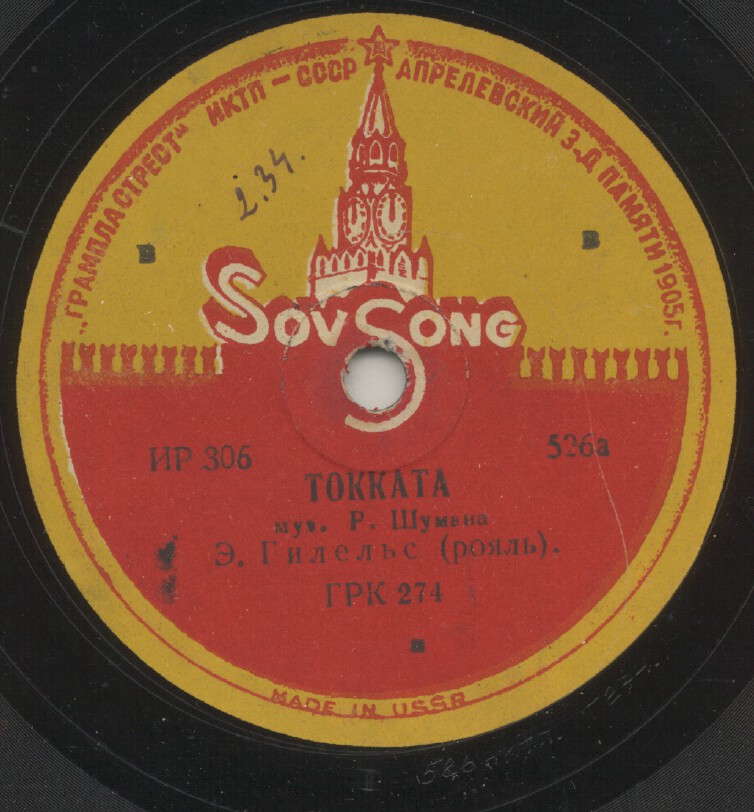 „ГРАМПЛАСТРЕСТ“ ИКТП – СССР АПРЕЛЕВСКИЙ З-Д ПАМЯТИ 1905 г.
2.34.
В В
SovSong
ИР 306 526а
ТОККАТА
муз. Р. Шумана
Э. Гилельс (рояль).
ГРК 274
MADE IN USSR